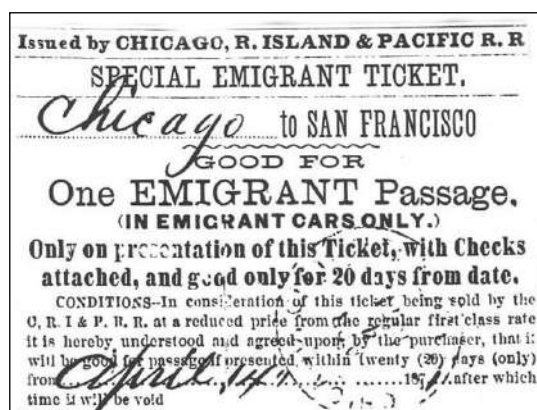 Issued by CHICAGO, R. ISLAND & PACIFIC R. R
SPECIAL EMIGRANT TICKET.
Chicago to SAN FRANCISCO
GOOD FOR
One EMIGRANT Passage,
(IN EMIGRANT CARS ONLY.)
Only on presentation of this Ticket, with Checks
attached, and good only for 20 days from date.
CONDITIONS--In consideration of this ticket being sold by the
C, R. I & P. R. R. at a reduced price from the regular first class rate
it is hereby understood and agreed upon by the purchaser, that it
will be good for passage if presented within twenty (20) days (only)
from April 14 187 after which
time it will be void